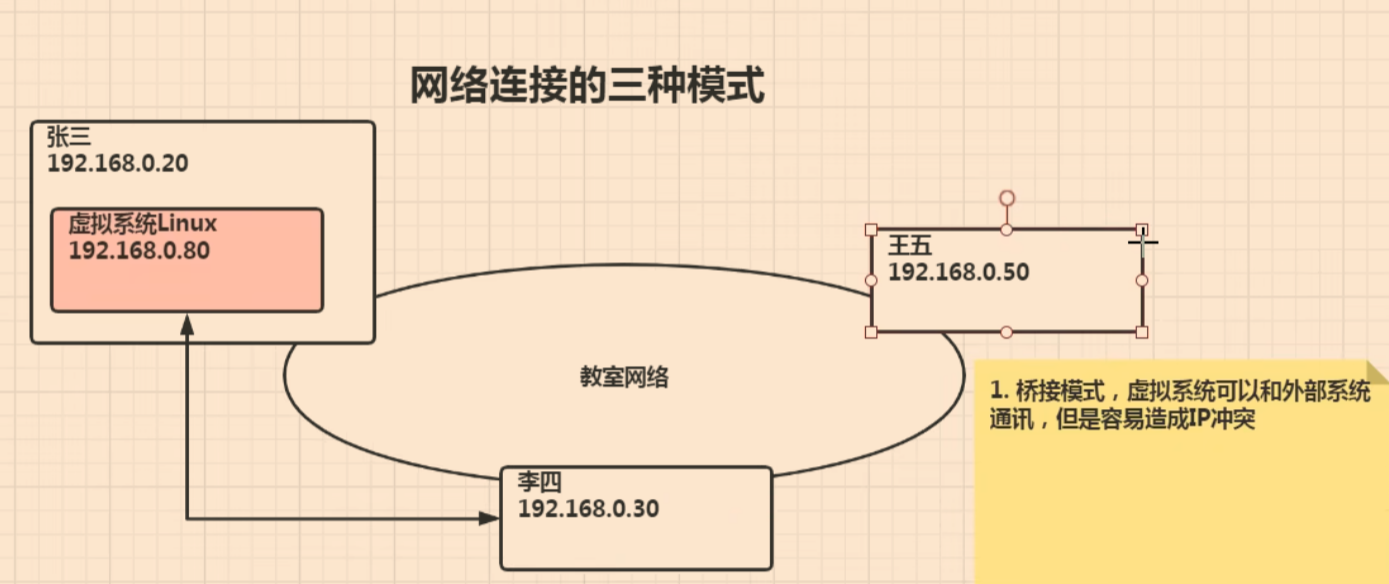 网络连接的三种模式
张三
192.168.0.20
虚拟系统Linux
192.168.0.80
王五
192.168.0.50
教室网络
1. 桥接模式，虚拟系统可以和外部系统
通讯，但是容易造成IP冲突
李四
192.168.0.30